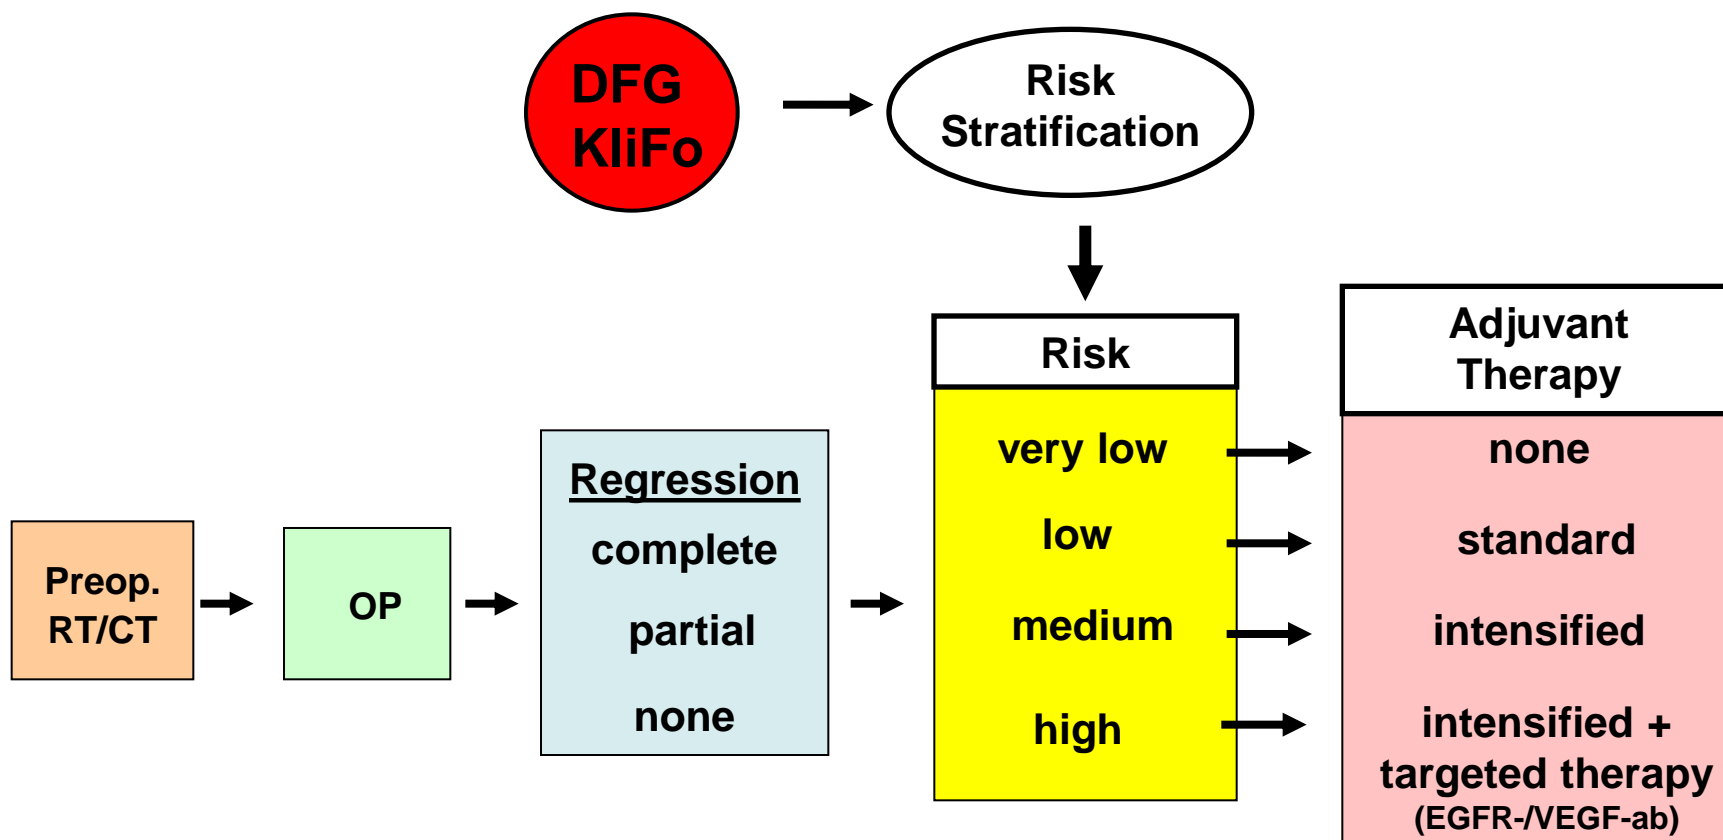 DFG
KliFo
Risk
Stratification
Preop.
RT/CT
OP
Regression
complete
partial
none
Risk
very low
low
medium
high
Adjuvant
Therapy
none
standard
intensified
intensified +
targeted therapy
(EGFR-/VEGF-ab)